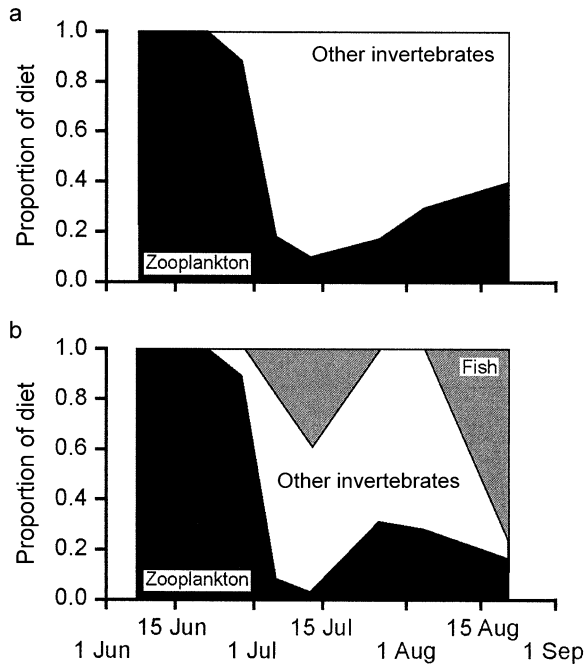 a
Proportion of diet
1.0
0.8
0.6
0.4
0.2
0.0
Other invertebrates
Zooplankton
b
Proportion of diet
1.0
0.8
0.6
0.4
0.2
0.0
Fish
Other invertebrates
Zooplankton
15 Jun 15 Jul 15 Aug
1 Jun 1 Jul 1 Aug 1 Sep